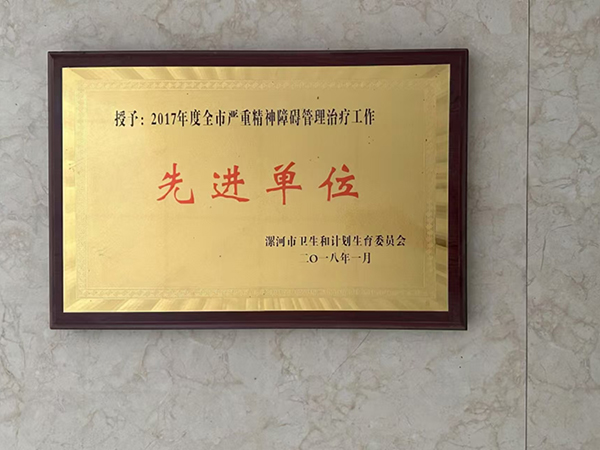 授予：2017年度全市严重精神障碍管理治疗工作
先进单位
漯河市卫生和计划生育委员会
二〇一八年一月